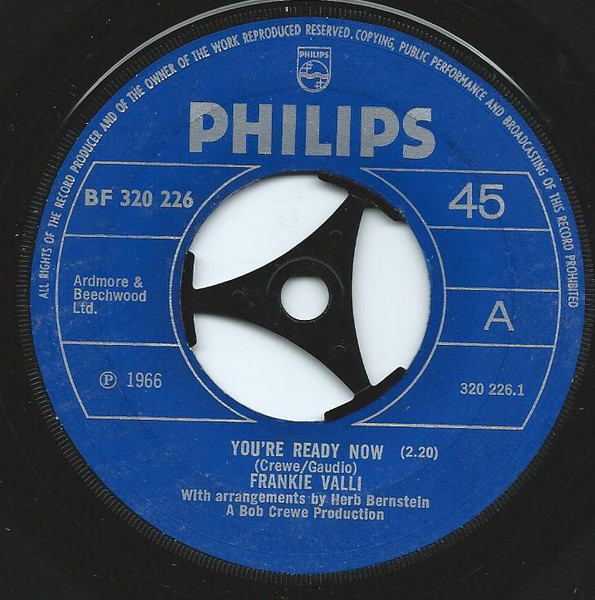 ALL RIGHTS OF THE RECORD PRODUCER AND OF THE OWNER OF THE WORK REPRODUCED RESERVED. COPYING, PUBLIC PERFORMANCE AND BROADCASTING OF THIS RECORD PROHIBITED
PHILIPS
PHILIPS
BF 320 226
45
Ardmore &
Beechwood
Ltd.
A
℗ 1966
320 226.1
YOU'RE READY NOW (2.20)
(Crewe/Gaudio)
FRANKIE VALLI
With arrangements by Herb Bernstein
A Bob Crewe Production